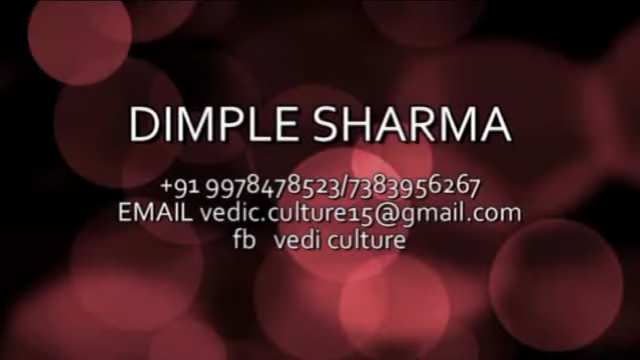 DIMPLE SHARMA
+91 9978478523/7383956267
EMAIL vedic.culture15@gmail.com
fb vedi culture